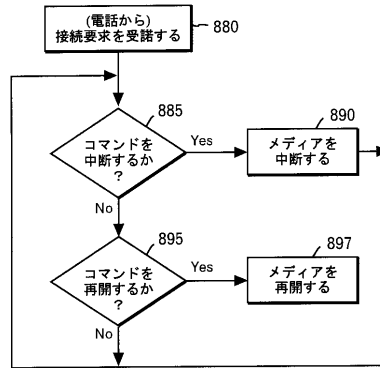 (電話から)
接続要求を受諾する
880
885
コマンドを
中断するか
?
Yes
890
メディアを
中断する
No
895
コマンドを
再開するか
?
Yes
897
メディアを
再開する
No